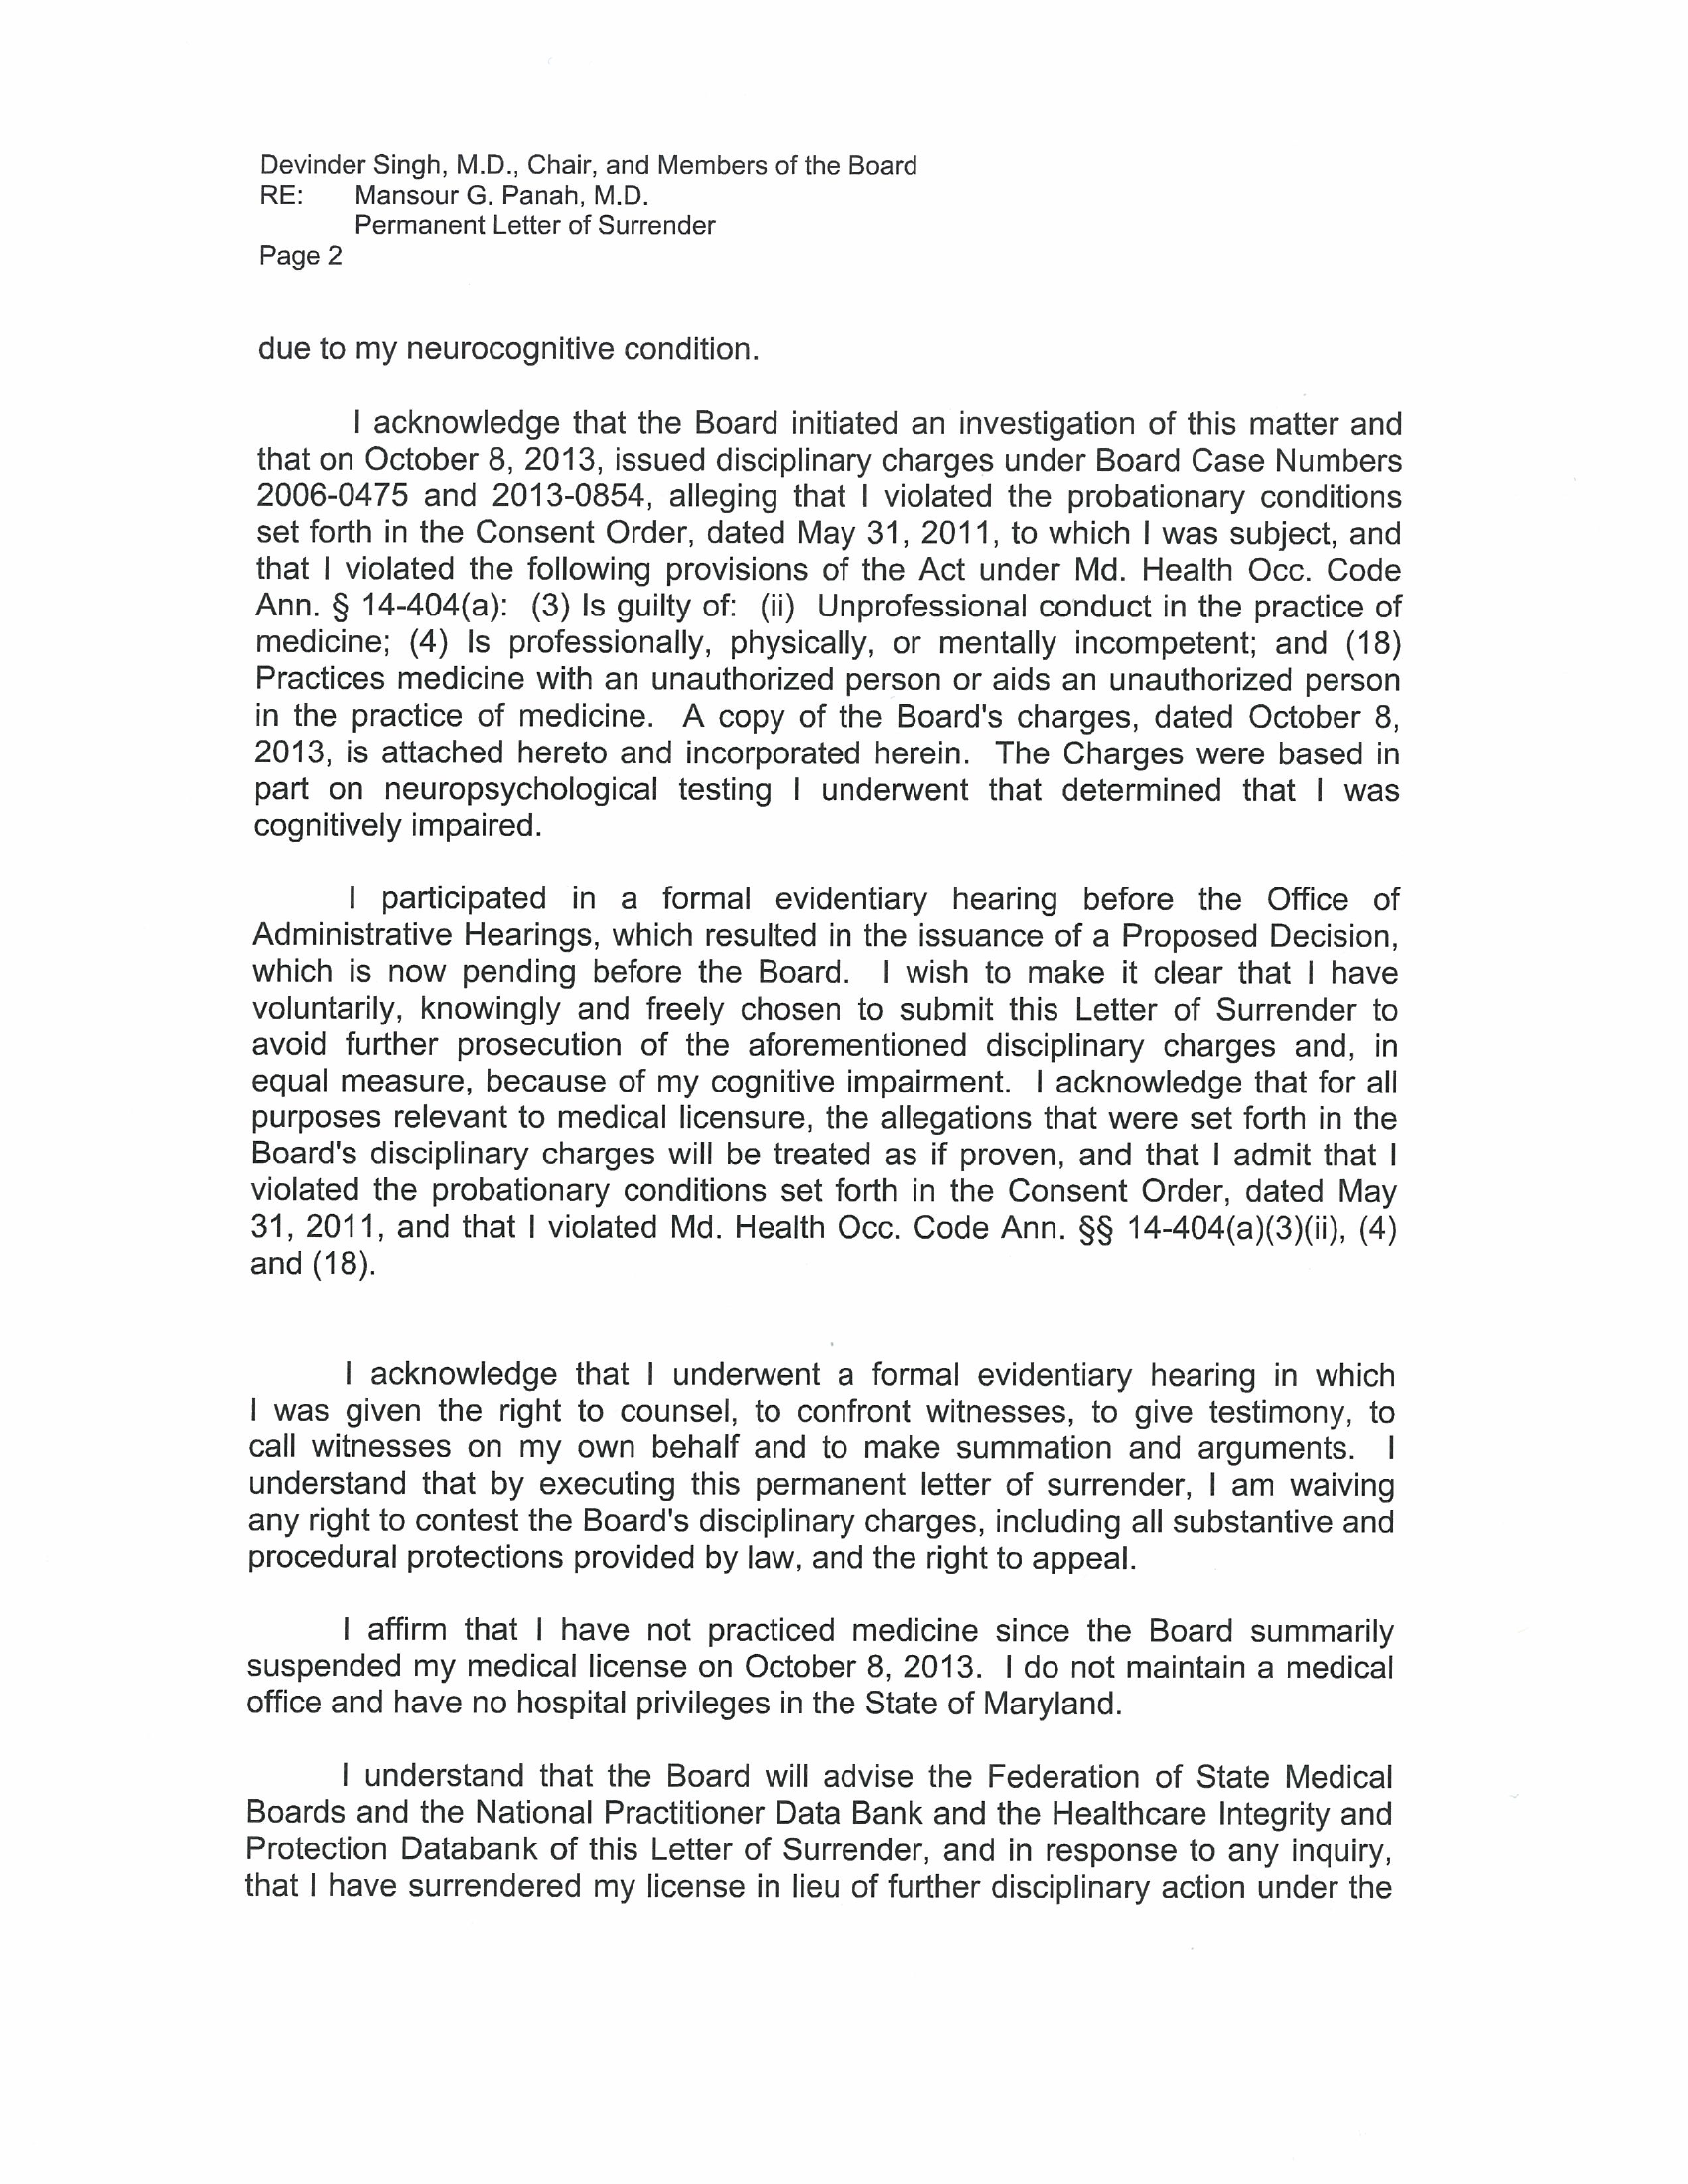 Devinder Singh, M.D., Chair, and Members of the Board
RE: Mansour G. Panah, M.D.
Permanent Letter of Surrender
Page 2
due to my neurocognitive condition.
I acknowledge that the Board initiated an investigation of this matter and
that on October 8, 2013, issued disciplinary charges under Board Case Numbers
2006-0475 and 2013-0854, alleging that I violated the probationary conditions
set forth in the Consent Order, dated May 31, 2011, to which I was subject, and
that I violated the following provisions of the Act under Md. Health Occ. Code
Ann. § 14-404(a): (3) Is guilty of: (ii) Unprofessional conduct in the practice of
medicine; (4) Is professionally, physically, or mentally incompetent; and (18)
Practices medicine with an unauthorized person or aids an unauthorized person
in the practice of medicine. A copy of the Board's charges, dated October 8,
2013, is attached hereto and incorporated herein. The Charges were based in
part on neuropsychological testing I underwent that determined that I was
cognitively impaired.
I participated in a formal evidentiary hearing before the Office of
Administrative Hearings, which resulted in the issuance of a Proposed Decision,
which is now pending before the Board. I wish to make it clear that I have
voluntarily, knowingly and freely chosen to submit this Letter of Surrender to
avoid further prosecution of the aforementioned disciplinary charges and, in
equal measure, because of my cognitive impairment. I acknowledge that for all
purposes relevant to medical licensure, the allegations that were set forth in the
Board's disciplinary charges will be treated as if proven, and that I admit that I
violated the probationary conditions set forth in the Consent Order, dated May
31, 2011, and that I violated Md. Health Occ. Code Ann. §§ 14-404(a)(3)(ii), (4)
and (18).
I acknowledge that I underwent a formal evidentiary hearing in which
I was given the right to counsel, to confront witnesses, to give testimony, to
call witnesses on my own behalf and to make summation and arguments. I
understand that by executing this permanent letter of surrender, I am waiving
any right to contest the Board's disciplinary charges, including all substantive and
procedural protections provided by law, and the right to appeal.
I affirm that I have not practiced medicine since the Board summarily
suspended my medical license on October 8, 2013. I do not maintain a medical
office and have no hospital privileges in the State of Maryland.
I understand that the Board will advise the Federation of State Medical
Boards and the National Practitioner Data Bank and the Healthcare Integrity and
Protection Databank of this Letter of Surrender, and in response to any inquiry,
that I have surrendered my license in lieu of further disciplinary action under the